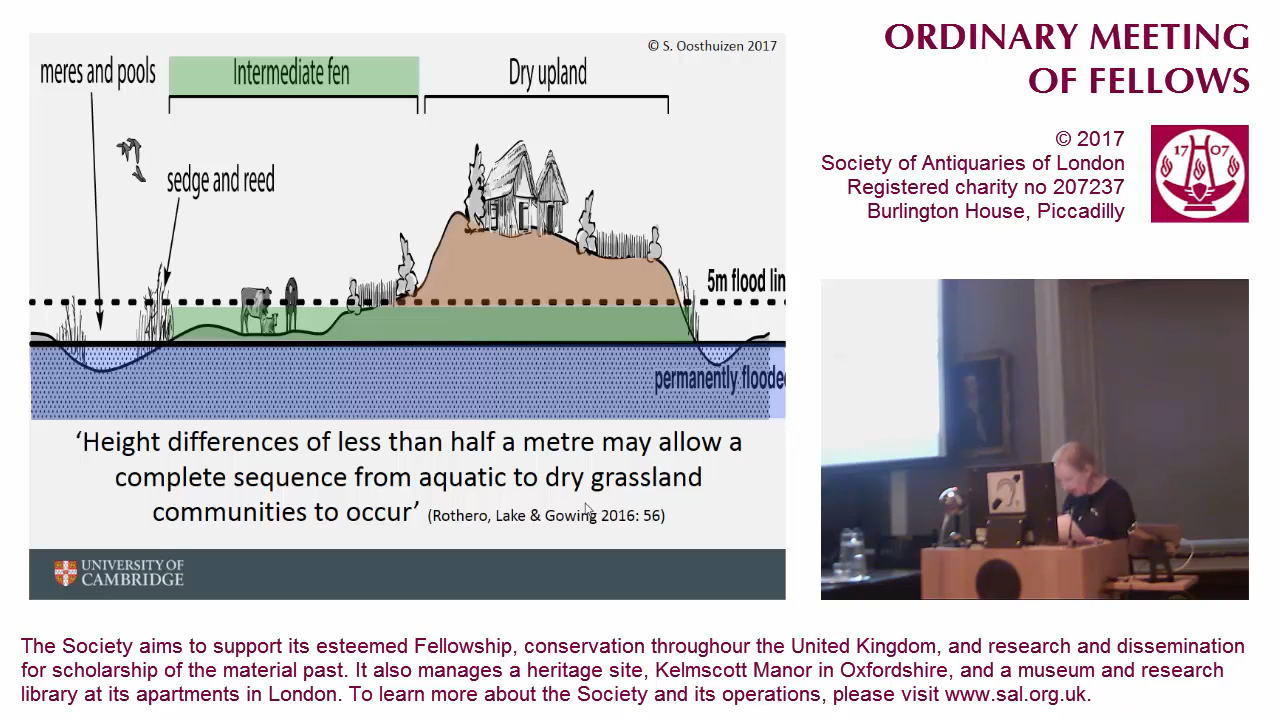 © S. Oosthuizen 2017
meres and pools
Intermediate fen
Dry upland
sedge and reed
5m flood lin
permanently floode
‘Height differences of less than half a metre may allow a
complete sequence from aquatic to dry grassland
communities to occur’ (Rothero, Lake & Gowing 2016: 56)
UNIVERSITY OF
CAMBRIDGE
ORDINARY MEETING
OF FELLOWS
© 2017
Society of Antiquaries of London
Registered charity no 207237
Burlington House, Piccadilly
17 07
The Society aims to support its esteemed Fellowship, conservation throughour the United Kingdom, and research and dissemination
for scholarship of the material past. It also manages a heritage site, Kelmscott Manor in Oxfordshire, and a museum and research
library at its apartments in London. To learn more about the Society and its operations, please visit www.sal.org.uk.